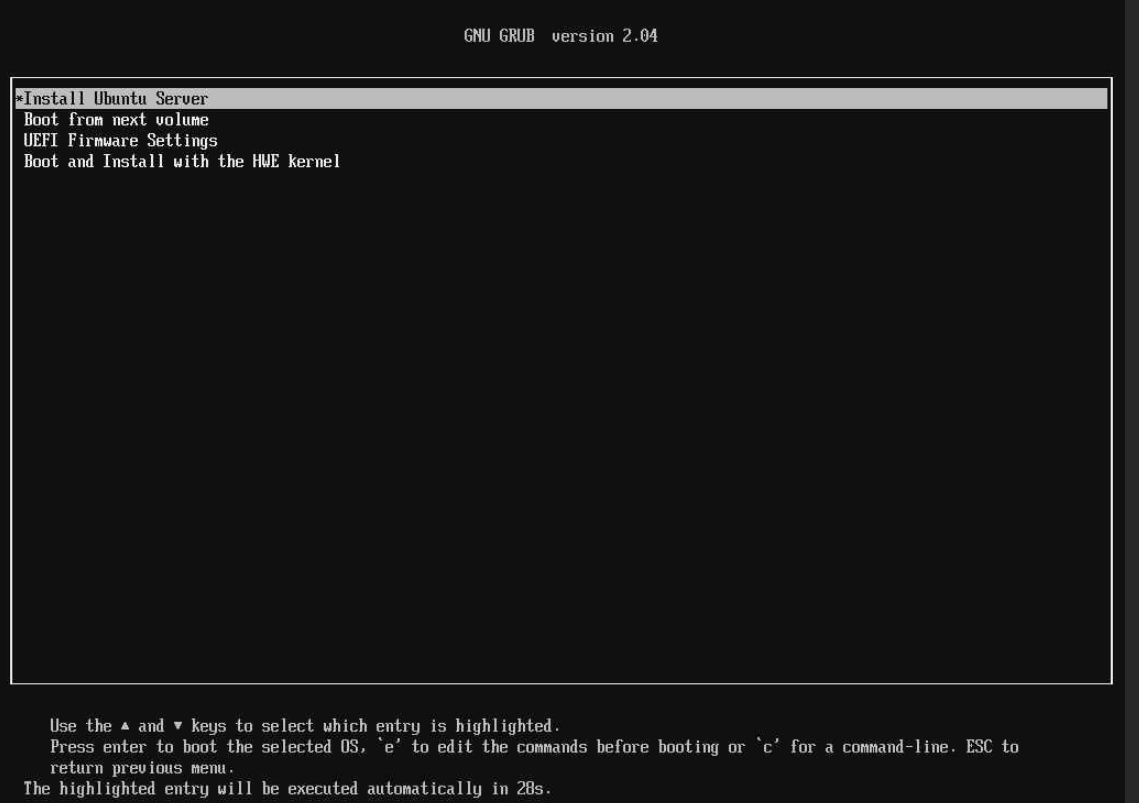 GNU GRUB  version 2.04
*Install Ubuntu Server
Boot from next volume
UEFI Firmware Settings
Boot and Install with the HWE kernel
Use the ▲ and ▼ keys to select which entry is highlighted.
Press enter to boot the selected OS, `e' to edit the commands before booting or `c' for a command-line. ESC to
return previous menu.
The highlighted entry will be executed automatically in 28s.